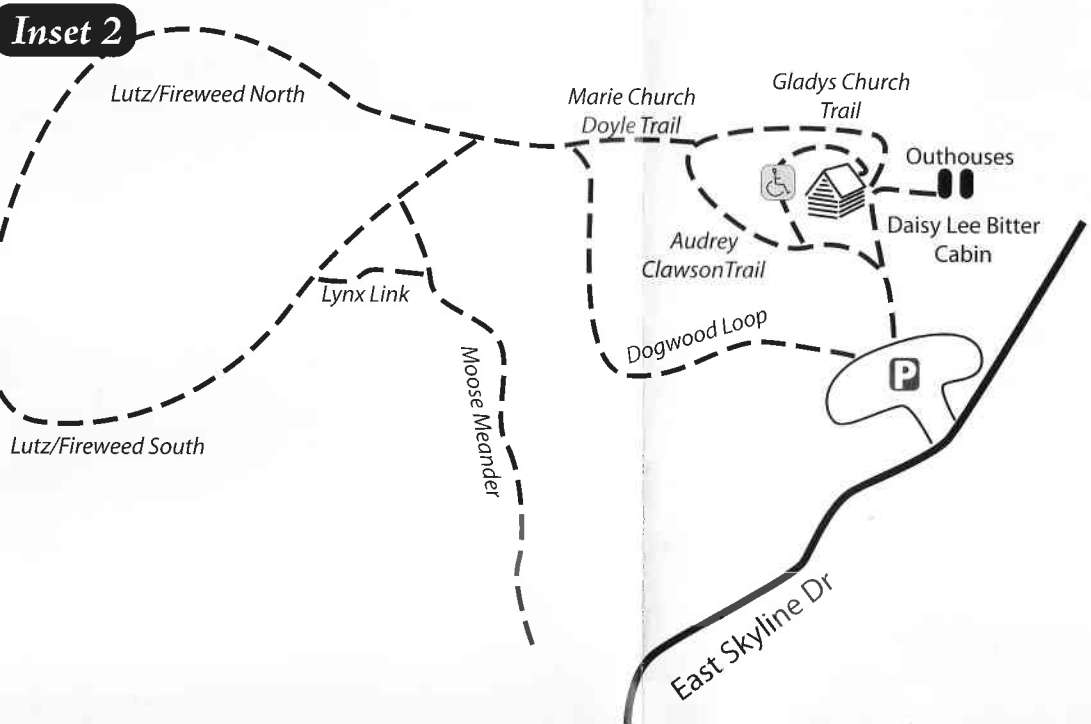 Inset 2
Lutz/Fireweed North
Marie Church
Doyle Trail
Gladys Church
Trail
Outhouses
Daisy Lee Bitter
Cabin
Audrey
ClawsonTrail
Lynx Link
Dogwood Loop
P
Moose Meander
Lutz/Fireweed South
East Skyline Dr